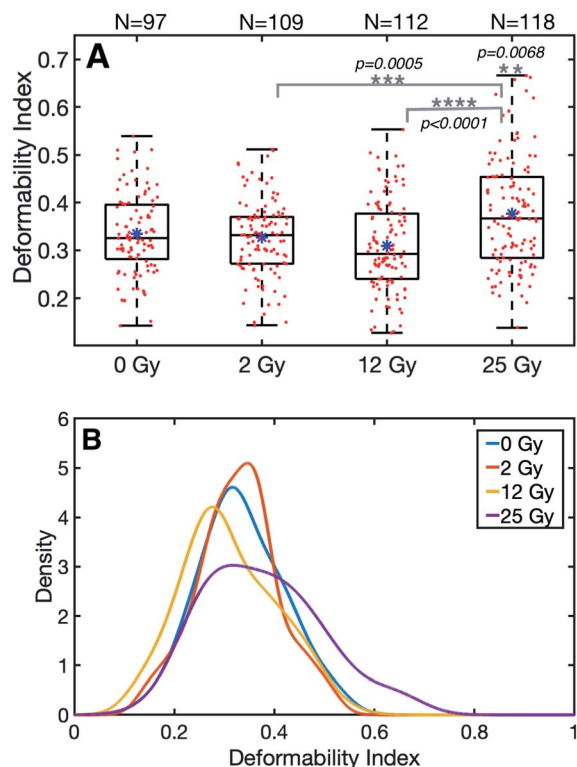 N=97 N=109 N=112 N=118
A
p=0.0068
**
p=0.0005
***
****
p<0.0001
0.7
0.6
0.5
0.4
0.3
0.2
Deformability Index
0 Gy 2 Gy 12 Gy 25 Gy
B
0 Gy
2 Gy
12 Gy
25 Gy
6
5
4
3
2
1
0
Density
0 0.2 0.4 0.6 0.8 1
Deformability Index